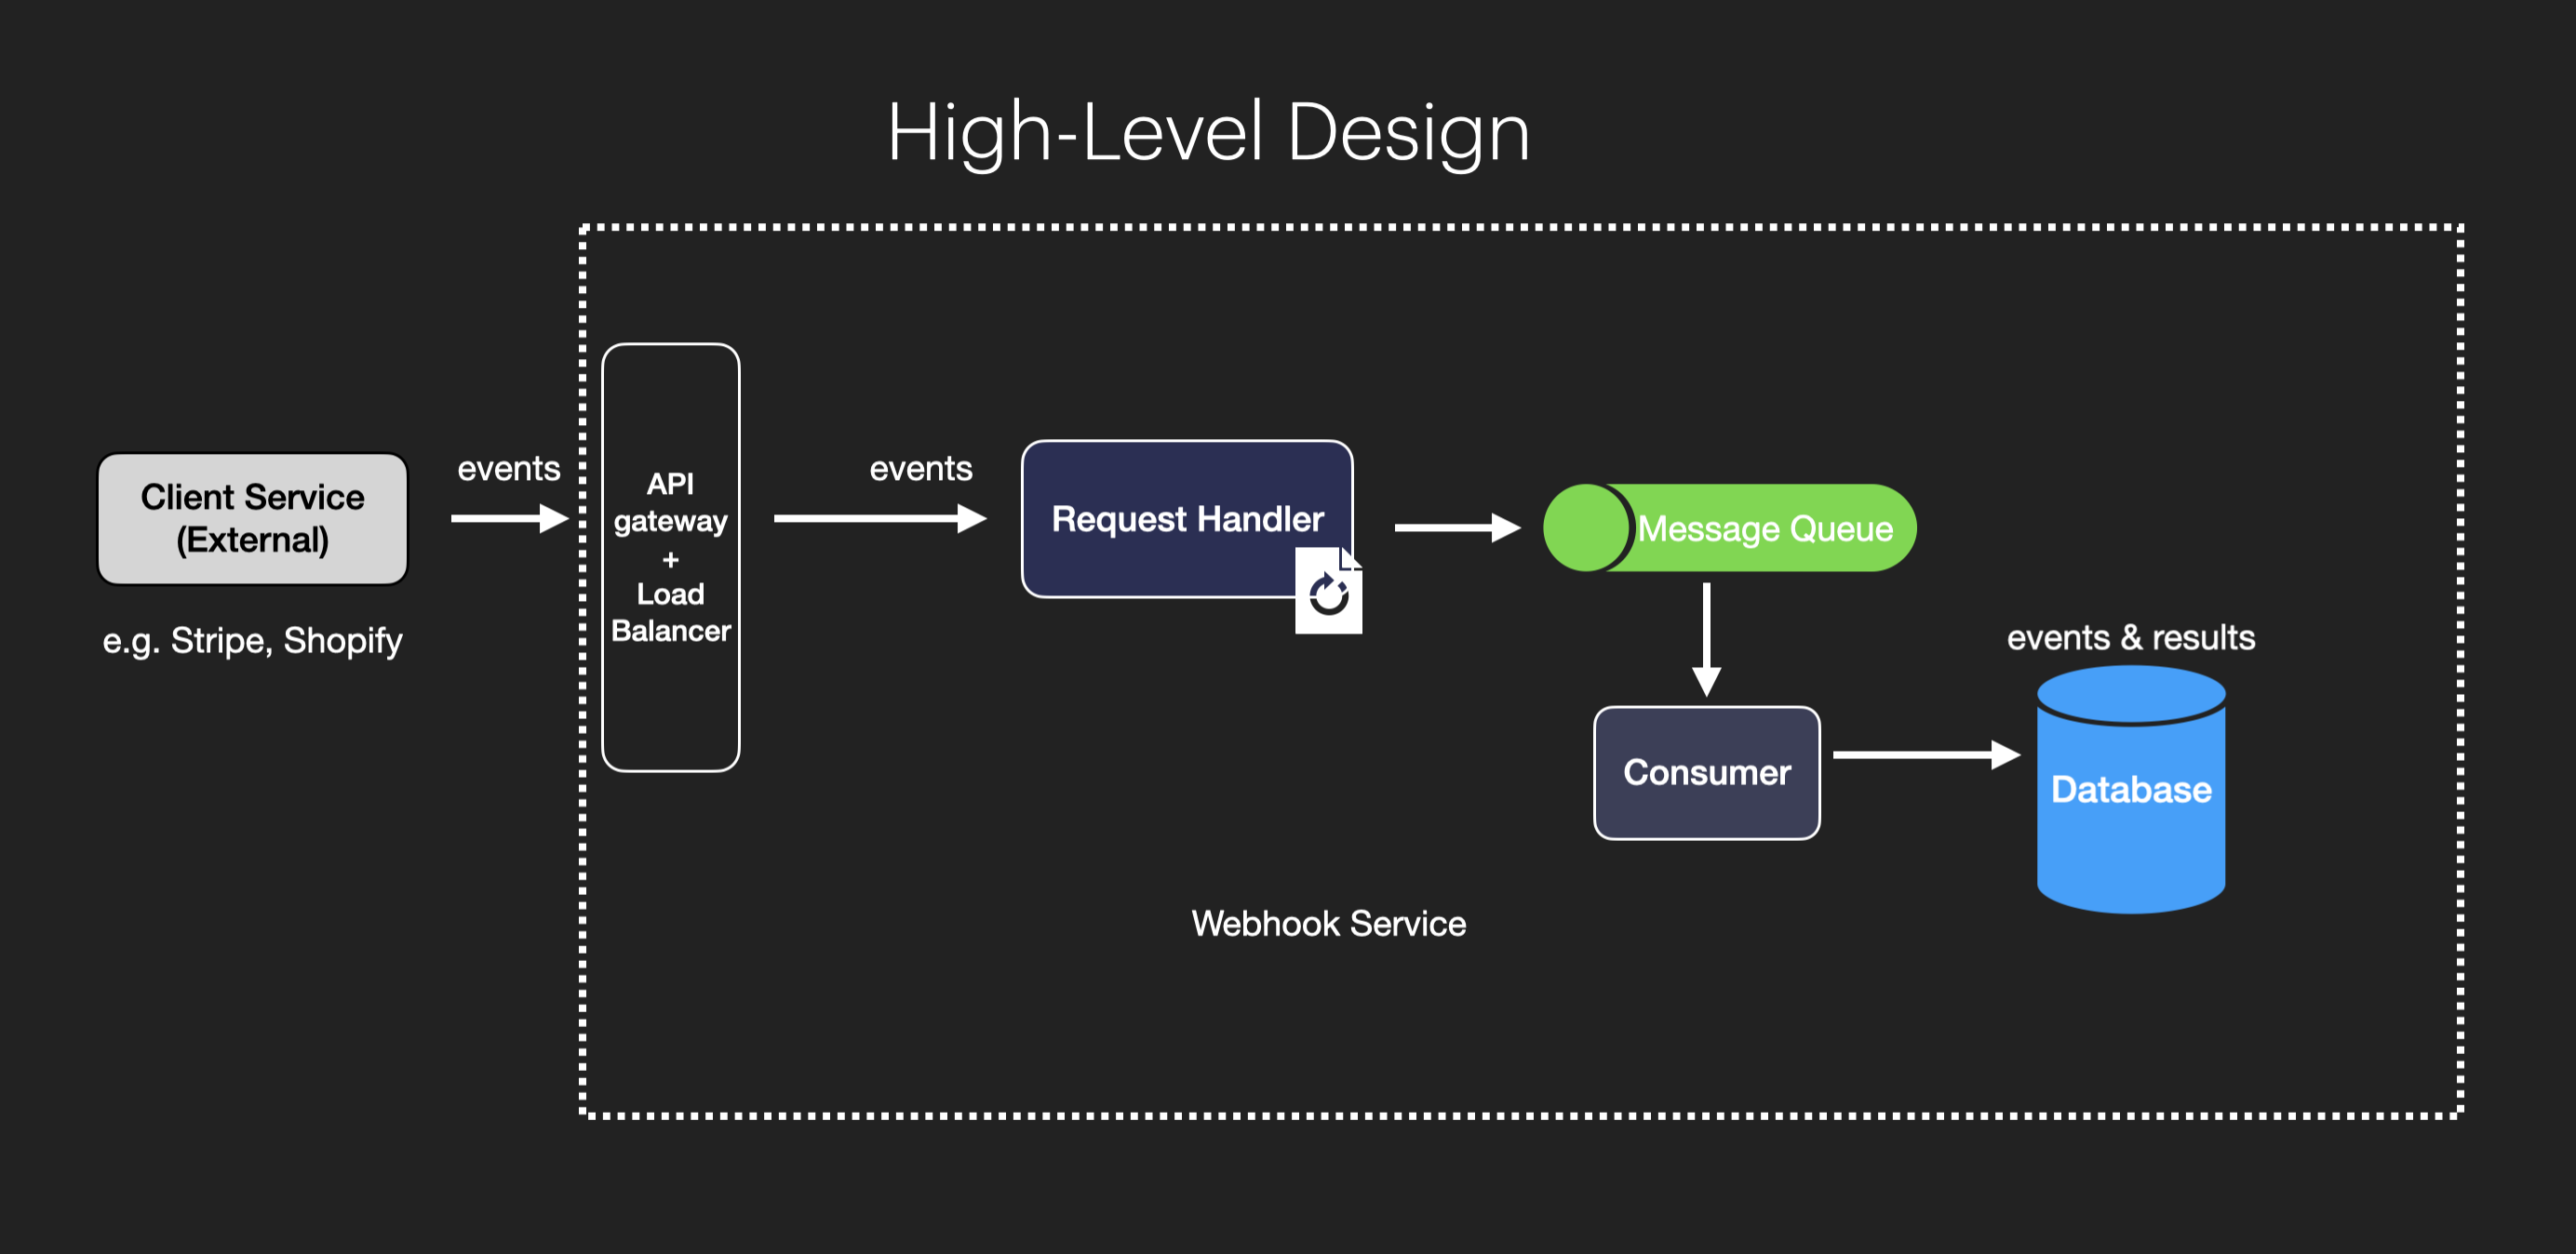 High-Level Design
Client Service
(External)
e.g. Stripe, Shopify
events
API
gateway
+
Load
Balancer
events
Request Handler
Message Queue
Consumer
events & results
Database
Webhook Service